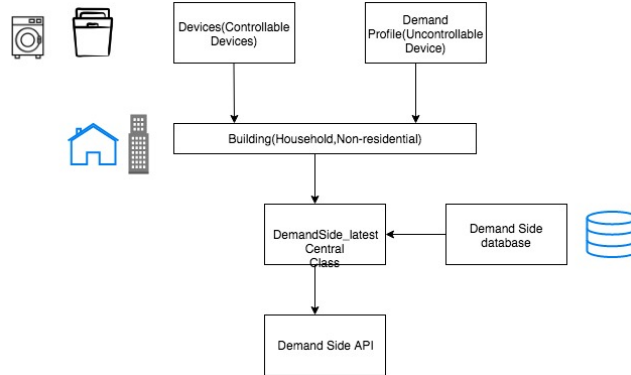 Devices(Controllable
Devices)
Demand
Profile(Uncontrollable
Device)
Building(Household,Non-residential)
DemandSide_latest
Central
Class
Demand Side
database
Demand Side API